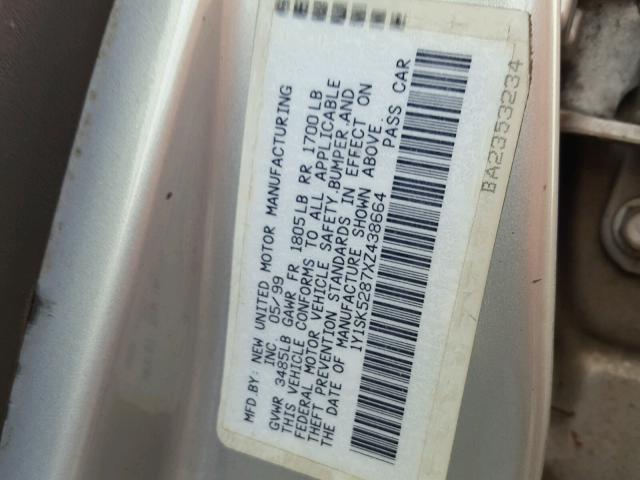 MFD.BY: NEW UNITED MOTOR MANUFACTURING
INC. 05/99
GVWR 3485LB GAWR FR 1805LB RR 1700LB
THIS VEHICLE CONFORMS TO ALL APPLICABLE
FEDERAL MOTOR VEHICLE SAFETY,BUMPER,AND
THEFT PREVENTION STANDARDS IN EFFECT ON
THE DATE OF MANUFACTURE SHOWN ABOVE.
1Y1SK5287XZ438664 PASS CAR
BA2353234